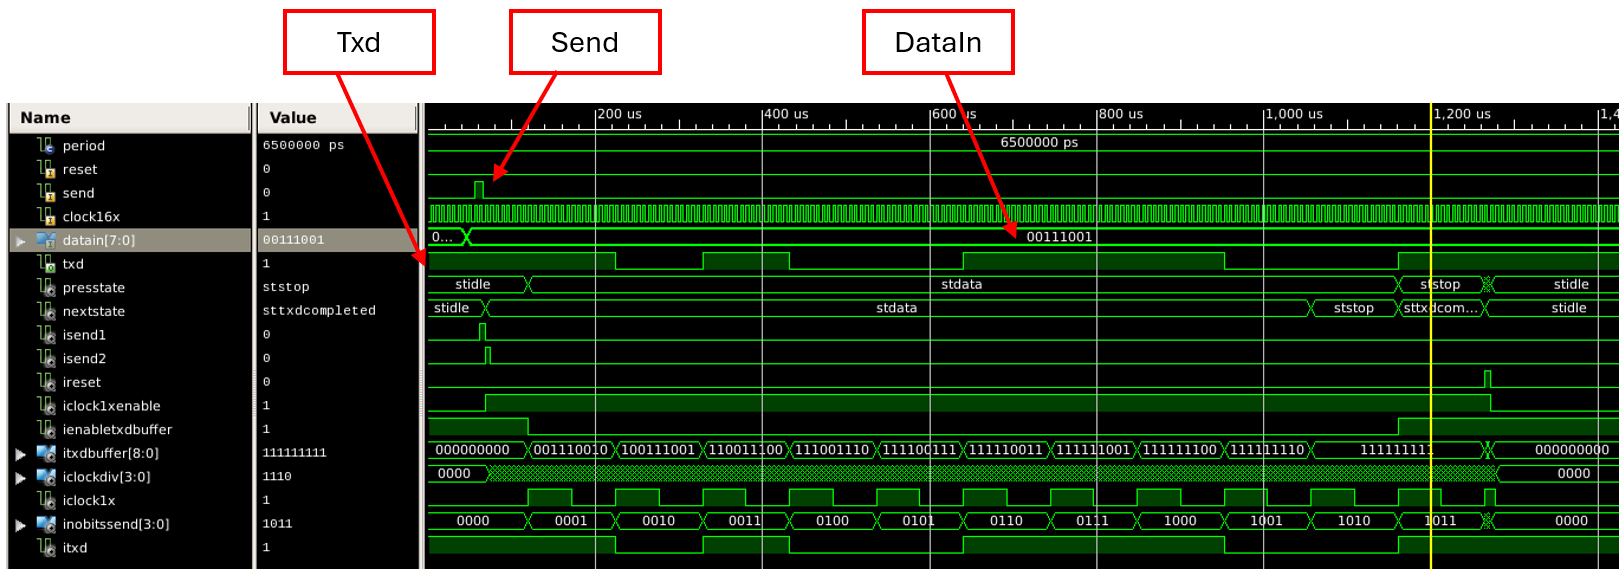 Txd Send DataIn
Name Value 200 us 400 us 600 us 800 us 1,000 us 1,200 us 1,4
period 6500000 ps 6500000 ps
reset 0
send 0
clock16x 1
datain[7:0] 00111001 0... 00111001
txd 1
presstate ststop stidle stdata ststop stidle
nextstate sttxdcompleted stidle stdata ststop sttxdcom... stidle
isend1 0
isend2 0
ireset 0
iclock1xenable 1
ienabletxdbuffer 1
itxdbuffer[8:0] 111111111 000000000 001110010 100111001 110011100 111001110 111100111 111110011 111111001 111111100 111111110 111111111 000000000
iclockdiv[3:0] 1110 0000 0000
iclock1x 1
inobitssend[3:0] 1011 0000 0001 0010 0011 0100 0101 0110 0111 1000 1001 1010 1011 0000
itxd 1